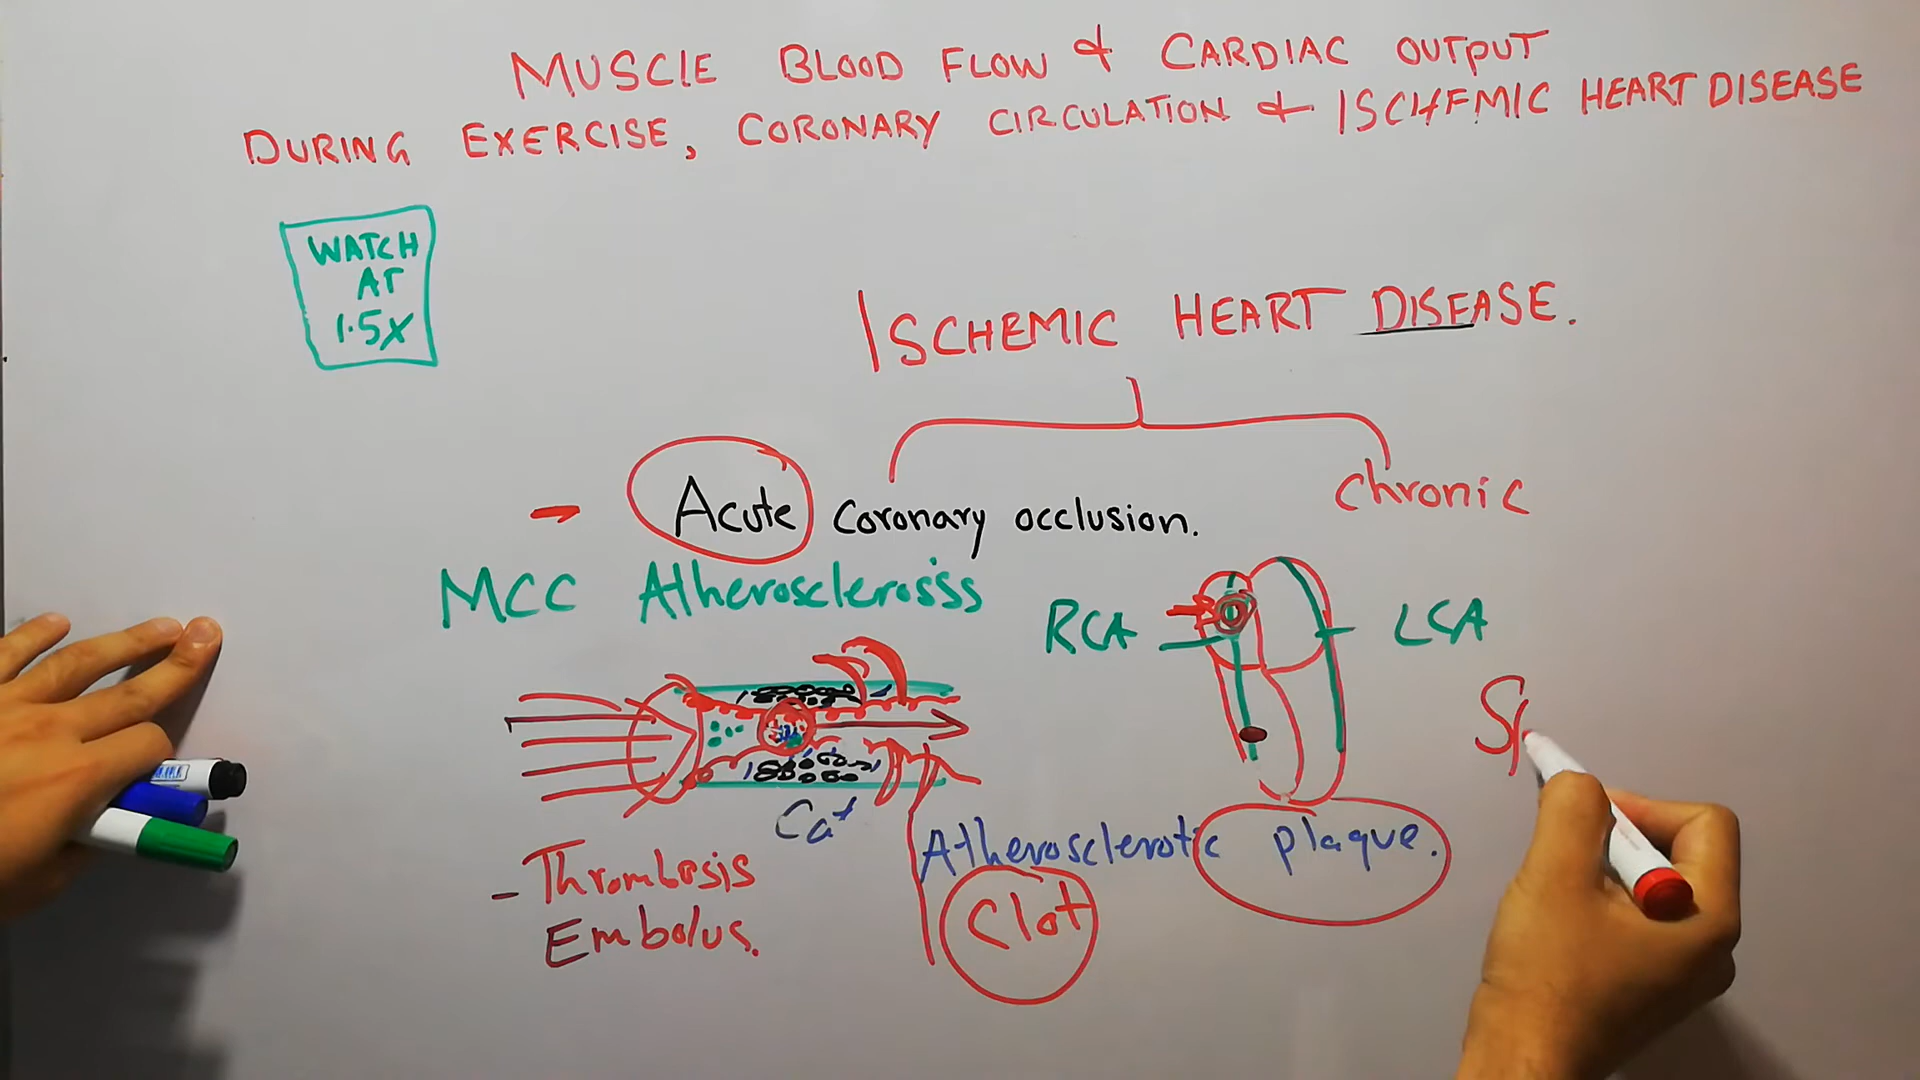 MUSCLE BLOOD FLOW & CARDIAC OUTPUT
DURING EXERCISE, CORONARY CIRCULATION & ISCHEMIC HEART DISEASE
WATCH
AT
1.5X
ISCHEMIC HEART DISEASE.
Acute coronary occlusion.
chronic
MCC Atherosclerosiss
RCA
LCA
Sp
Ca+
Atherosclerotic plaque.
- Thrombosis
Embolus.
Clot